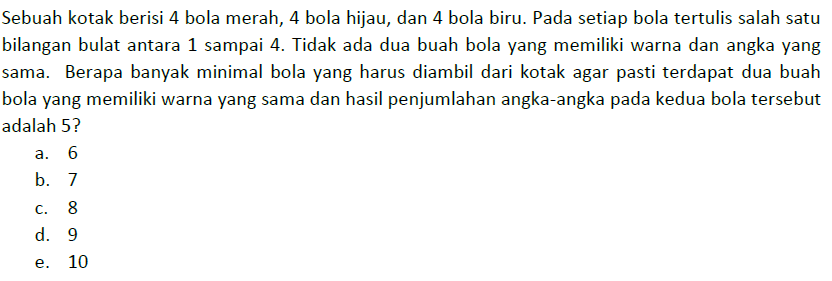 Sebuah kotak berisi 4 bola merah, 4 bola hijau, dan 4 bola biru. Pada setiap bola tertulis salah satu
bilangan bulat antara 1 sampai 4. Tidak ada dua buah bola yang memiliki warna dan angka yang
sama. Berapa banyak minimal bola yang harus diambil dari kotak agar pasti terdapat dua buah
bola yang memiliki warna yang sama dan hasil penjumlahan angka-angka pada kedua bola tersebut
adalah 5?
a. 6
b. 7
c. 8
d. 9
e. 10